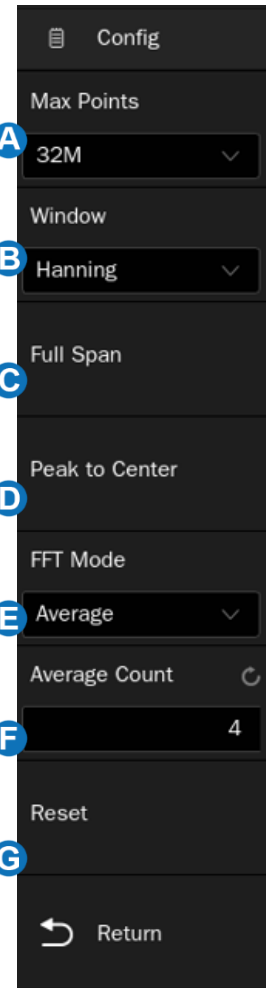 Config
Max Points
A
32M
Window
B
Hanning
Full Span
C
Peak to Center
D
FFT Mode
E
Average
Average Count
F
4
Reset
G
Return